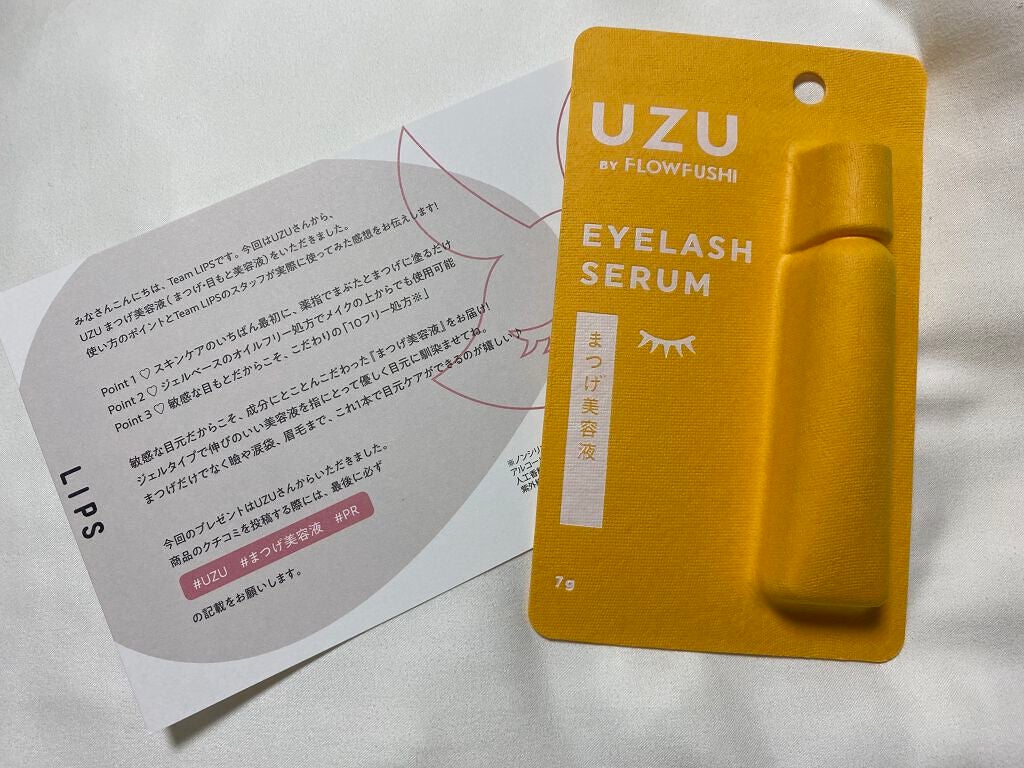 みなさんこんにちは、Team LIPSです。今回はUZUさんから、
UZU まつげ美容液(まつげ・目もと美容液)をいただきました。
使い方のポイントとTeam LIPSのスタッフが実際に使ってみた感想をお伝えします!
Point 1 ♡ スキンケアのいちばん最初に、薬指でまぶたとまつげに塗るだけ
Point 2 ♡ ジェルベースのオイルフリー処方でメイクの上からでも使用可能
Point 3 ♡ 敏感な目もとだからこそ、こだわりの「10フリー処方※」
敏感な目元だからこそ、成分にとことんこだわった『まつげ美容液』をお届け!
ジェルタイプで伸びのいい美容液を指にとって優しく目元に馴染ませてね。
まつげだけでなく瞼や涙袋、眉毛まで、これ1本で目元ケアができるのが嬉しい♪
※ノンシリ
アルコー
人工香料
紫外線
今回のプレゼントはUZUさんからいただきました。
商品のクチコミを投稿する際には、最後に必ず
#UZU #まつげ美容液 #PR
の記載をお願いします。
LIPS
UZU
BY FLOWFUSHI
EYELASH
SERUM
まつげ美容液
7g